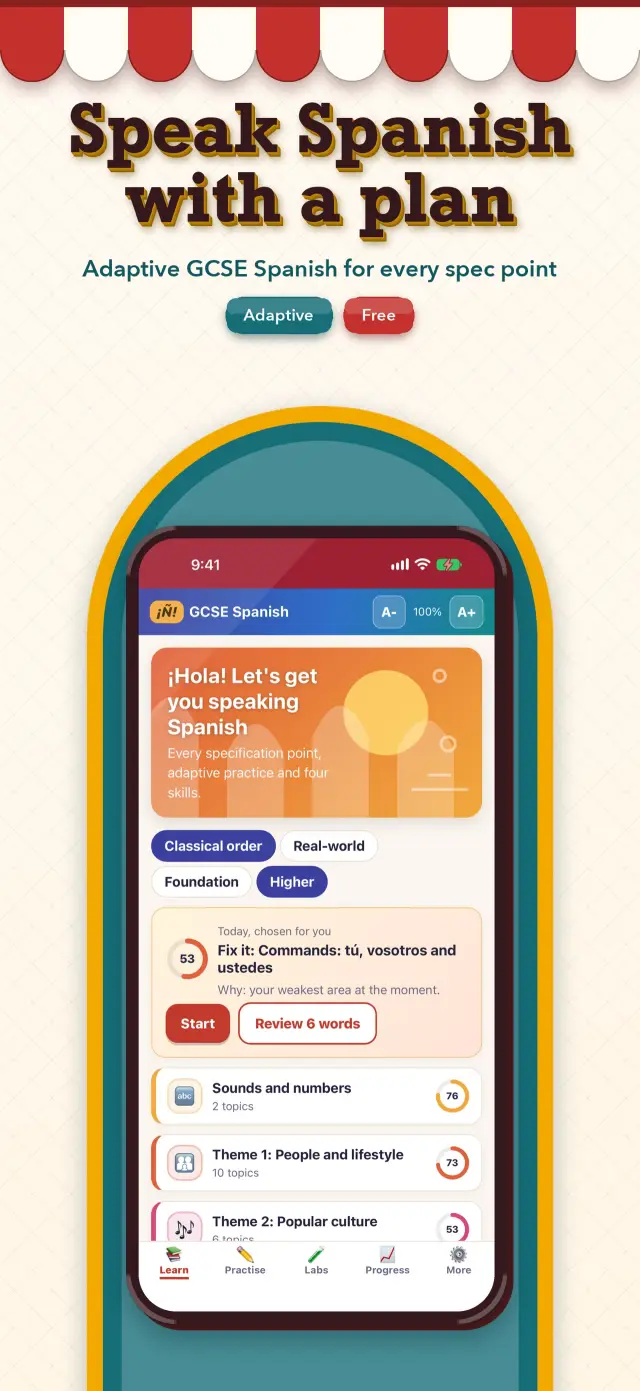 Speak Spanish
with a plan
Adaptive GCSE Spanish for every spec point
Adaptive
Free
9:41
¡Ñ! GCSE Spanish
A-
100%
A+
¡Hola! Let's get
you speaking
Spanish
Every specification point,
adaptive practice and four
skills.
Classical order
Real-world
Foundation
Higher
Today, chosen for you
53
Fix it: Commands: tú, vosotros and
ustedes
Why: your weakest area at the moment.
Start
Review 6 words
abc
Sounds and numbers
2 topics
76
Theme 1: People and lifestyle
10 topics
73
Theme 2: Popular culture
6 topics
53
Learn
Practise
Labs
Progress
More